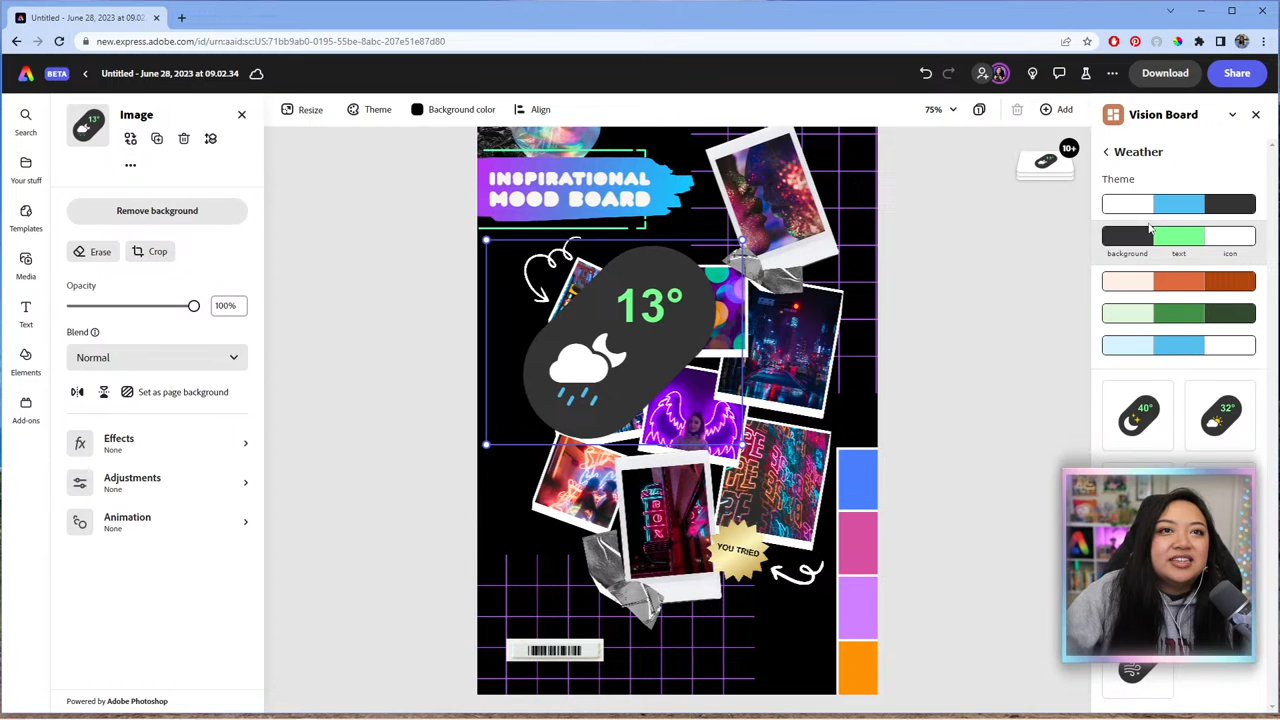 Untitled - June 28, 2023 at 09.02.
new.express.adobe.com/id/urn:aaid:sc:US:71bb9ab0-0195-55be-8abc-207e51e87d80
BETA
Untitled - June 28, 2023 at 09.02.34
Download
Share
Search
Your stuff
Templates
Media
Text
Elements
Add-ons
13°
Image
Remove background
Erase
Crop
Opacity
100%
Blend
Normal
Set as page background
fx
Effects
None
Adjustments
None
Animation
None
Powered by Adobe Photoshop
Resize
Theme
Background color
Align
75%
Add
INSPIRATIONAL
MOOD BOARD
13°
YOU TRIED
10+
Vision Board
Weather
Theme
background
text
icon
40°
32°